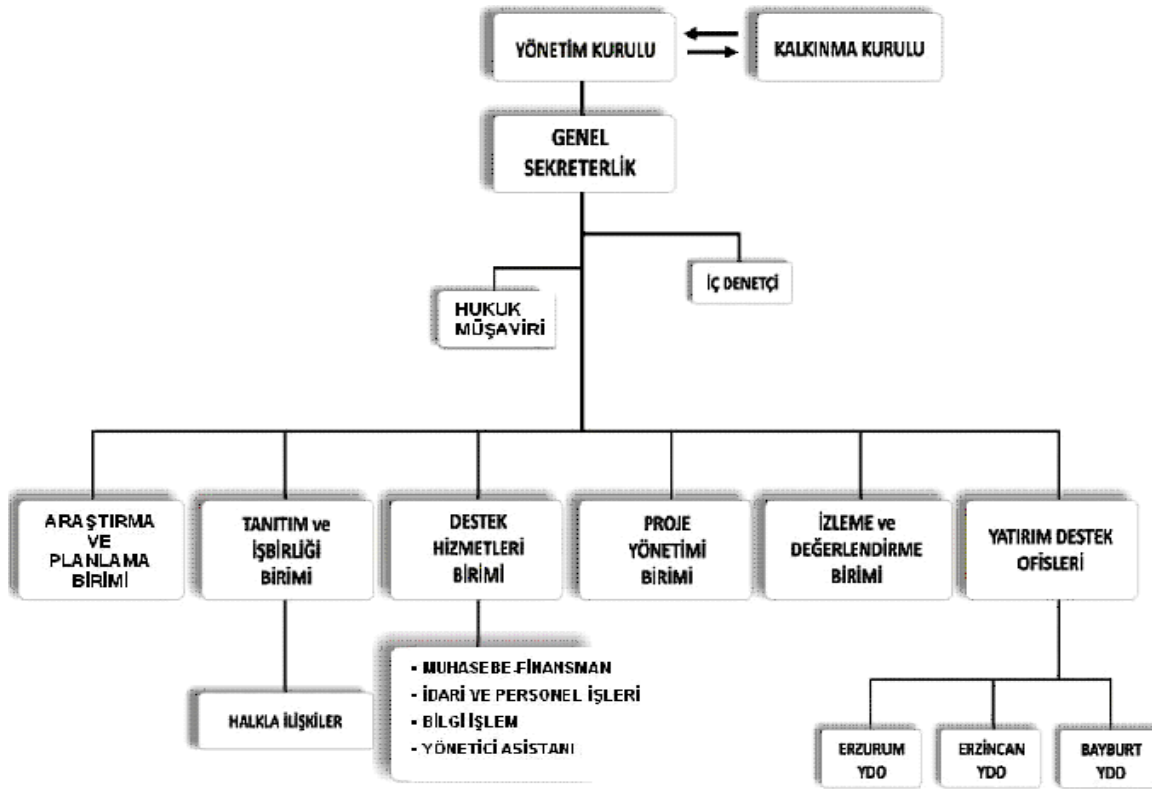 YÖNETİM KURULU
KALKINMA KURULU
GENEL
SEKRETERLİK
İÇ DENETÇİ
HUKUK
MÜŞAVİRİ
ARAŞTIRMA
VE
PLANLAMA
BİRİMİ
TANITIM ve
İŞBİRLİĞİ
BİRİMİ
DESTEK
HİZMETLERİ
BİRİMİ
PROJE
YÖNETİMİ
BİRİMİ
İZLEME ve
DEĞERLENDİRME
BİRİMİ
YATIRIM DESTEK
OFİSLERİ
HALKLA İLİŞKİLER
- MUHASEBE-FİNANSMAN
- İDARİ VE PERSONEL İŞLERİ
- BİLGİ İŞLEM
- YÖNETİCİ ASİSTANI
ERZURUM
YDO
ERZİNCAN
YDO
BAYBURT
YDO